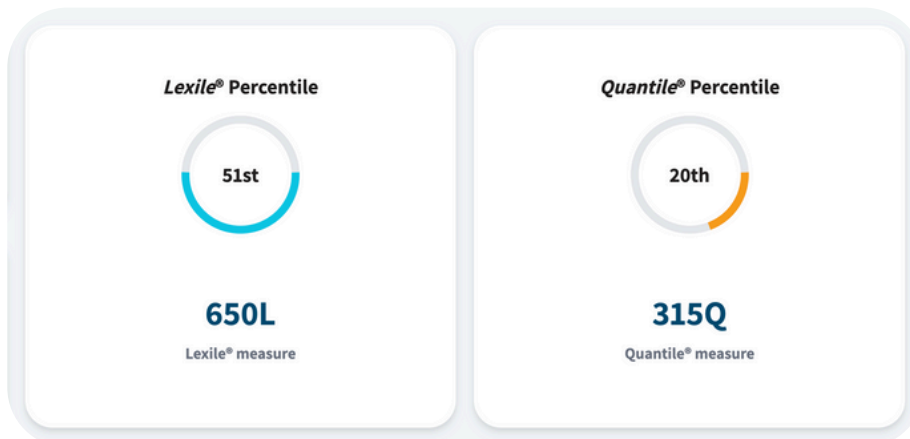 Lexile® Percentile
51st
650L
Lexile® measure
Quantile® Percentile
20th
315Q
Quantile® measure